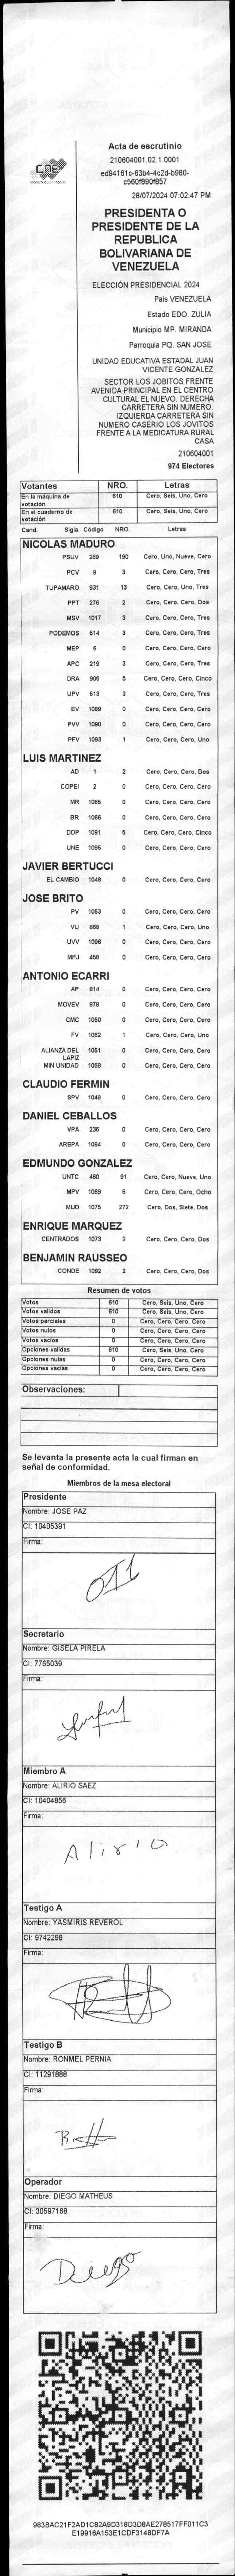 CNE
Acta de escrutinio
210604001.02.1.0001
ed94161c-63b4-4c2d-b980-
c560f890f857
28/07/2024 07:02:47 PM
PRESIDENTA O
PRESIDENTE DE LA
REPUBLICA
BOLIVARIANA DE
VENEZUELA
ELECCIÓN PRESIDENCIAL 2024
Pais VENEZUELA
Estado EDO. ZULIA
Municipio MP. MIRANDA
Parroquia PQ. SAN JOSE
UNIDAD EDUCATIVA ESTADAL JUAN
VICENTE GONZALEZ
SECTOR LOS JOBITOS FRENTE
AVENIDA PRINCIPAL EN EL CENTRO
CULTURAL EL NUEVO. DERECHA
CARRETERA SIN NUMERO.
IZQUIERDA CARRETERA SIN
NUMERO CASERIO LOS JOVITOS
FRENTE A LA MEDICATURA RURAL
CASA
210604001
974 Electores
Votantes NRO. Letras
En la máquina de votación 610 Cero, Seis, Uno, Cero
En el cuaderno de votación 610 Cero, Seis, Uno, Cero
Cand. Sigla Código NRO. Letras
NICOLAS MADURO
PSUV 269 190 Cero, Uno, Nueve, Cero
PCV 9 3 Cero, Cero, Cero, Tres
TUPAMARO 931 13 Cero, Cero, Uno, Tres
PPT 276 2 Cero, Cero, Cero, Dos
MSV 1017 3 Cero, Cero, Cero, Tres
PODEMOS 514 3 Cero, Cero, Cero, Tres
MEP 6 0 Cero, Cero, Cero, Cero
APC 219 3 Cero, Cero, Cero, Tres
ORA 906 5 Cero, Cero, Cero, Cinco
UPV 513 3 Cero, Cero, Cero, Tres
EV 1089 0 Cero, Cero, Cero, Cero
PVV 1090 0 Cero, Cero, Cero, Cero
PFV 1093 1 Cero, Cero, Cero, Uno
LUIS MARTINEZ
AD 1 2 Cero, Cero, Cero, Dos
COPEI 2 0 Cero, Cero, Cero, Cero
MR 1065 0 Cero, Cero, Cero, Cero
BR 1066 0 Cero, Cero, Cero, Cero
DDP 1091 5 Cero, Cero, Cero, Cinco
UNE 1095 0 Cero, Cero, Cero, Cero
JAVIER BERTUCCI
EL CAMBIO 1048 0 Cero, Cero, Cero, Cero
JOSE BRITO
PV 1053 0 Cero, Cero, Cero, Cero
VU 868 1 Cero, Cero, Cero, Uno
UVV 1096 0 Cero, Cero, Cero, Cero
MPJ 458 0 Cero, Cero, Cero, Cero
ANTONIO ECARRI
AP 814 0 Cero, Cero, Cero, Cero
MOVEV 978 0 Cero, Cero, Cero, Cero
CMC 1050 0 Cero, Cero, Cero, Cero
FV 1062 1 Cero, Cero, Cero, Uno
ALIANZA DEL LAPIZ 1051 0 Cero, Cero, Cero, Cero
MIN UNIDAD 1068 0 Cero, Cero, Cero, Cero
CLAUDIO FERMIN
SPV 1049 0 Cero, Cero, Cero, Cero
DANIEL CEBALLOS
VPA 236 0 Cero, Cero, Cero, Cero
AREPA 1094 0 Cero, Cero, Cero, Cero
EDMUNDO GONZALEZ
UNTC 460 91 Cero, Cero, Nueve, Uno
MPV 1069 8 Cero, Cero, Cero, Ocho
MUD 1075 272 Cero, Dos, Siete, Dos
ENRIQUE MARQUEZ
CENTRADOS 1073 2 Cero, Cero, Cero, Dos
BENJAMIN RAUSSEO
CONDE 1092 2 Cero, Cero, Cero, Dos
Resumen de votos
Votos 610 Cero, Seis, Uno, Cero
Votos validos 610 Cero, Seis, Uno, Cero
Votos parciales 0 Cero, Cero, Cero, Cero
Votos nulos 0 Cero, Cero, Cero, Cero
Votos vacios 0 Cero, Cero, Cero, Cero
Opciones validas 610 Cero, Seis, Uno, Cero
Opciones nulas 0 Cero, Cero, Cero, Cero
Opciones vacias 0 Cero, Cero, Cero, Cero
Observaciones:
Se levanta la presente acta la cual firman en
señal de conformidad.
Miembros de la mesa electoral
Presidente
Nombre: JOSE PAZ
CI: 10405391
Firma:
Secretario
Nombre: GISELA PIRELA
CI: 7765039
Firma:
Miembro A
Nombre: ALIRIO SAEZ
CI: 10404856
Firma:
Alirio
Testigo A
Nombre: YASMIRIS REVEROL
CI: 9742298
Firma:
Testigo B
Nombre: RONMEL PERNIA
CI: 11291888
Firma:
Operador
Nombre: DIEGO MATHEUS
CI: 30597168
Firma:
Diego
983BAC21F2AD1C82A9D318D3D8AE278517FF011C3
E19916A153E1CDF3148DF7A